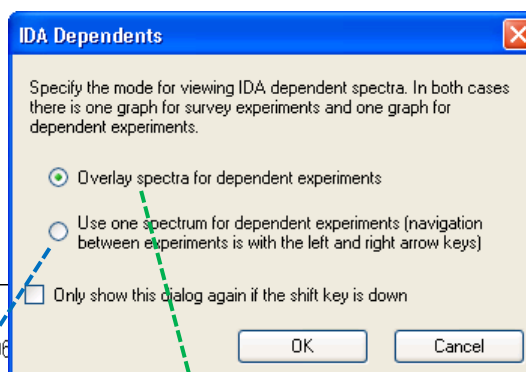 IDA Dependents
Specify the mode for viewing IDA dependent spectra. In both cases
there is one graph for survey experiments and one graph for
dependent experiments.
Overlay spectra for dependent experiments
Use one spectrum for dependent experiments (navigation
between experiments is with the left and right arrow keys)
Only show this dialog again if the shift key is down
OK Cancel